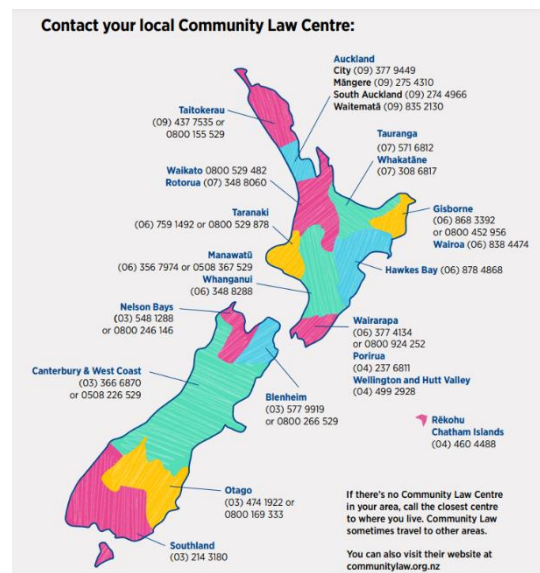 Contact your local Community Law Centre:
Auckland
City (09) 377 9449
Māngere (09) 275 4310
South Auckland (09) 274 4966
Waitematā (09) 835 2130
Taitokerau
(09) 437 7535 or
0800 155 529
Tauranga
(07) 571 6812
Whakatāne
(07) 308 6817
Waikato 0800 529 482
Rotorua (07) 348 8060
Gisborne
(06) 868 3392
or 0800 452 956
Wairoa (06) 838 4474
Taranaki
(06) 759 1492 or 0800 529 878
Manawatū
(06) 356 7974 or 0508 367 529
Whanganui
(06) 348 8288
Hawkes Bay (06) 878 4868
Nelson Bays
(03) 548 1288
or 0800 246 146
Wairarapa
(06) 377 4134
or 0800 924 252
Porirua
(04) 237 6811
Wellington and Hutt Valley
(04) 499 2928
Canterbury & West Coast
(03) 366 6870
or 0508 226 529
Blenheim
(03) 577 9919
or 0800 266 529
Rēkohu
Chatham Islands
(04) 460 4488
Otago
(03) 474 1922 or
0800 169 333
Southland
(03) 214 3180
If there's no Community Law Centre
in your area, call the closest centre
to where you live. Community Law
sometimes travel to other areas.
You can also visit their website at
communitylaw.org.nz